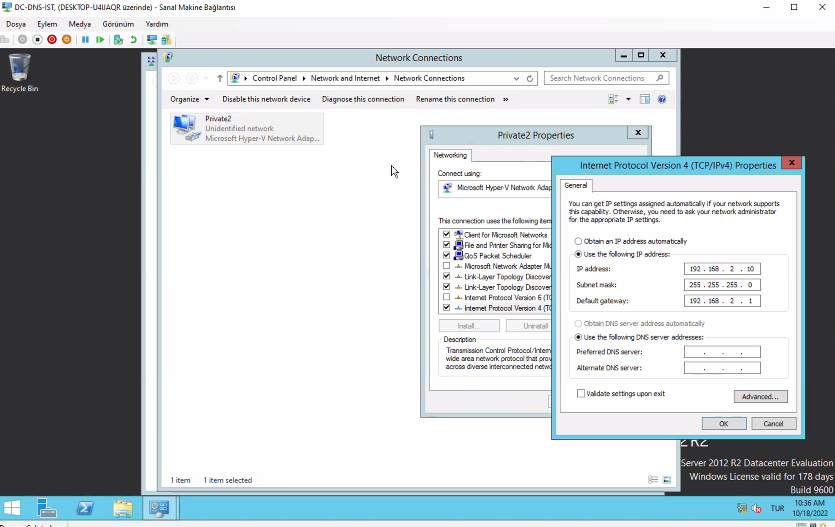 DC-DNS-IST, (DESKTOP-U4UAQR üzerinde) - Sanal Makine Bağlantısı
Dosya Eylem Medya Görünüm Yardım
Recycle Bin
Network Connections
Control Panel Network and Internet Network Connections
Search Network Connections
Organize Disable this network device Diagnose this connection Rename this connection »
Private2
Unidentified network
Microsoft Hyper-V Network Adap...
Private2 Properties
Networking
Connect using:
Microsoft Hyper-V Network Adap
This connection uses the following item
Client for Microsoft Networks
File and Printer Sharing for Mic
QoS Packet Scheduler
Microsoft Network Adapter Mu
Link-Layer Topology Discover
Link-Layer Topology Discover
Internet Protocol Version 6 (TC
Internet Protocol Version 4 (TC
Install... Uninstall
Description
Transmission Control Protocol/Intern
wide area network protocol that prov
across diverse interconnected netwo
Internet Protocol Version 4 (TCP/IPv4) Properties
General
You can get IP settings assigned automatically if your network supports
this capability. Otherwise, you need to ask your network administrator
for the appropriate IP settings.
Obtain an IP address automatically
Use the following IP address:
IP address: 192 . 168 . 2 . 10
Subnet mask: 255 . 255 . 255 . 0
Default gateway: 192 . 168 . 2 . 1
Obtain DNS server address automatically
Use the following DNS server addresses:
Preferred DNS server: . . .
Alternate DNS server: . . .
Validate settings upon exit
Advanced...
OK Cancel
1 item 1 item selected
Server 2012 R2 Datacenter Evaluation
Windows License valid for 178 days
Build 9600
TUR
10:36 AM
10/18/2022